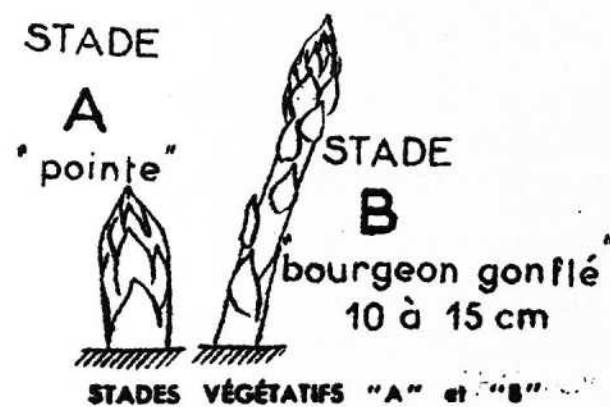 STADE
A
"pointe"
STADE
B
"bourgeon gonflé"
10 à 15 cm
STADES VÉGÉTATIFS "A" et "B"